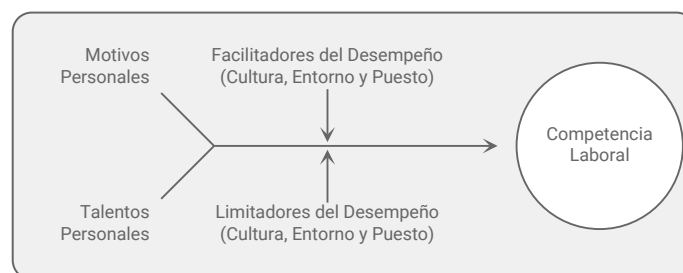 Motivos
Personales
Facilitadores del Desempeño
(Cultura, Entorno y Puesto)
Competencia
Laboral
Talentos
Personales
Limitadores del Desempeño
(Cultura, Entorno y Puesto)